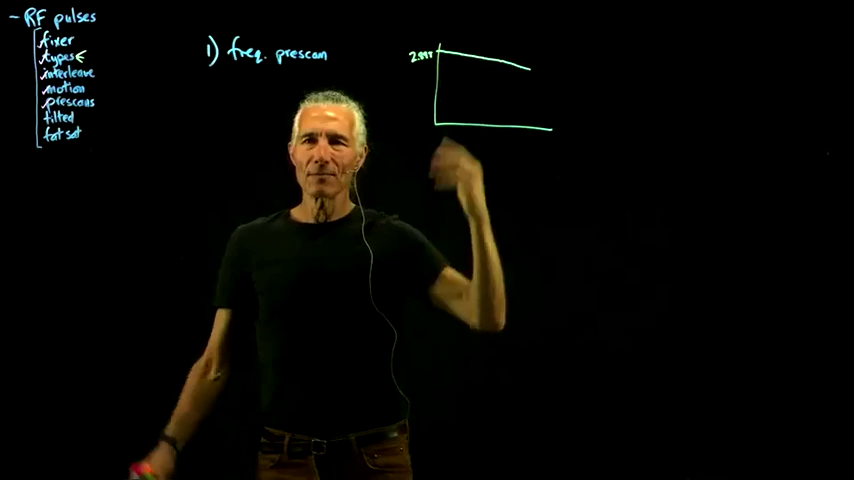 - RF pulses
fixer
types
interleave
motion
prescans
tilted
fat sat
1) freq. prescan